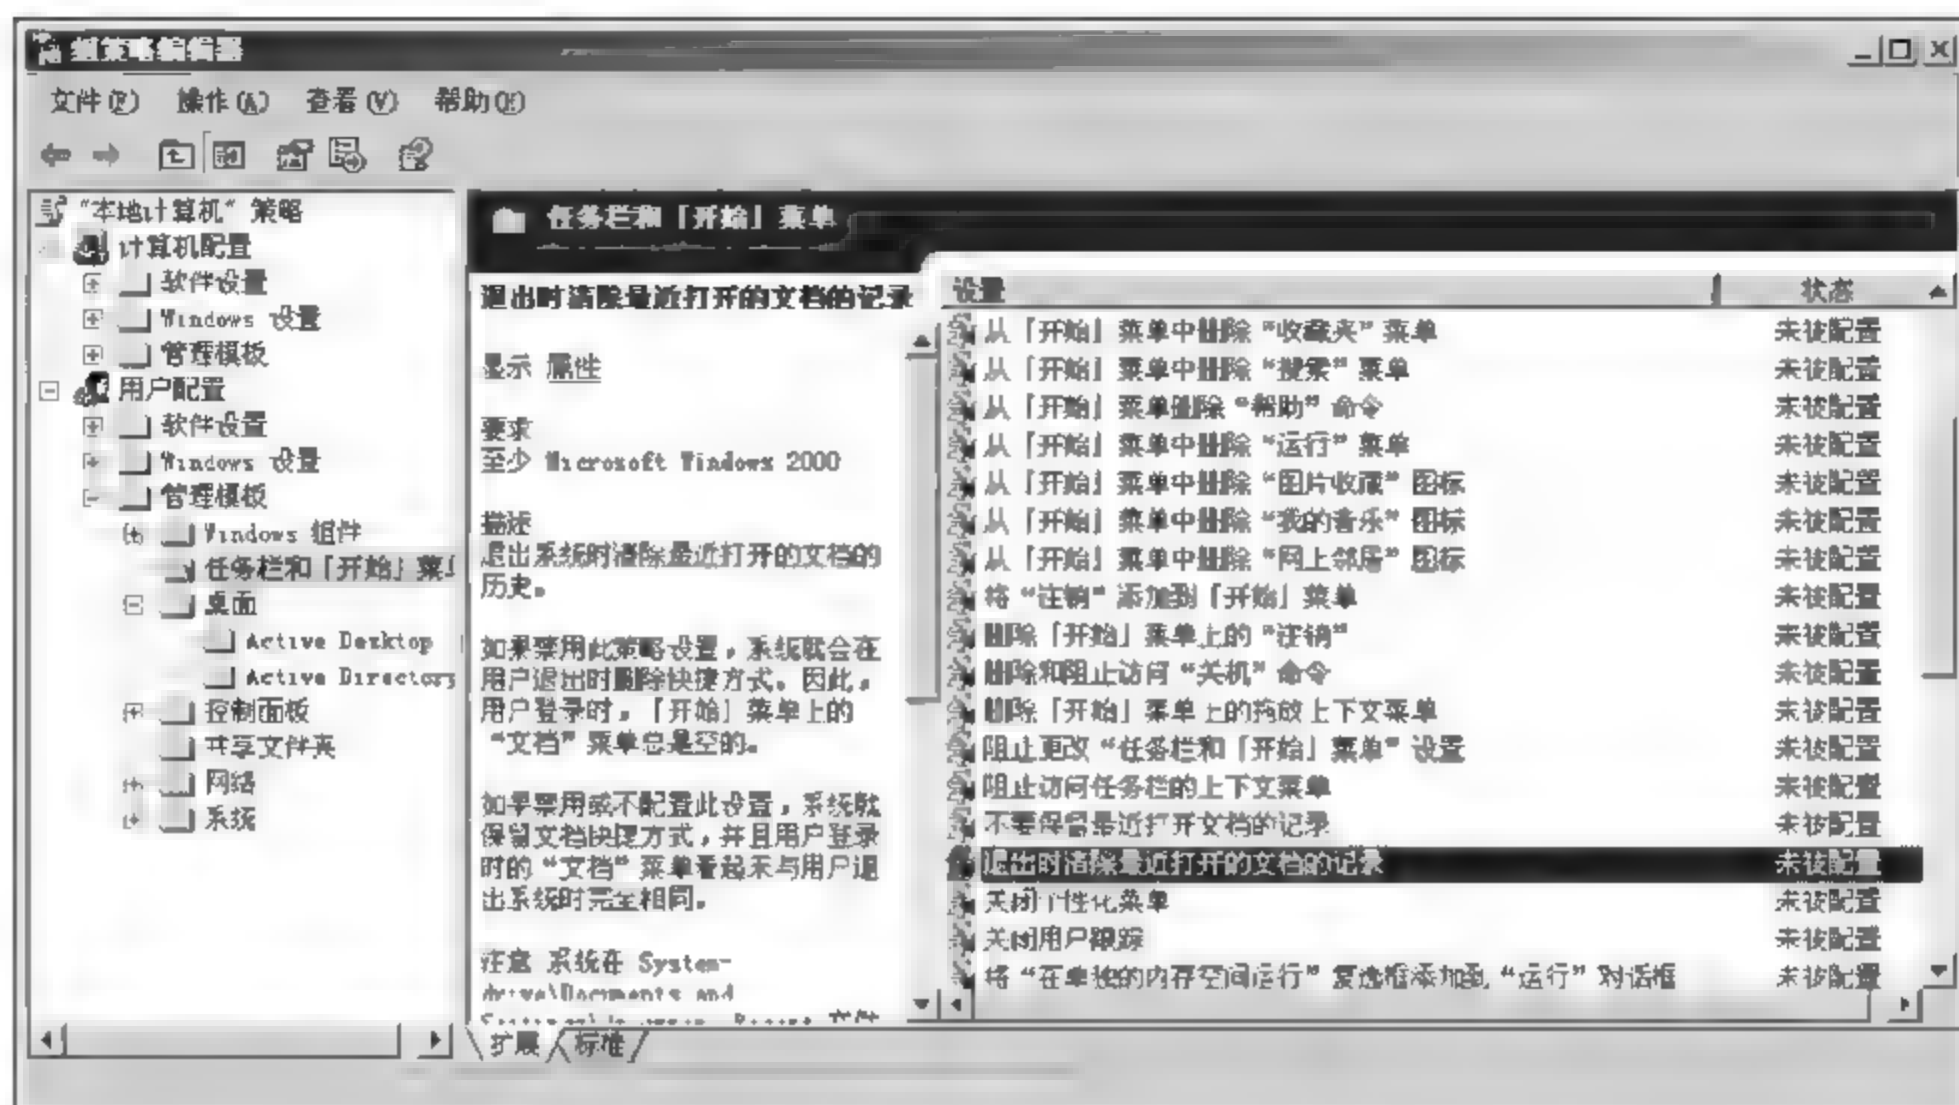 组策略编辑器
文件(F) 操作(A) 查看(V) 帮助(H)
“本地计算机”策略
计算机配置
软件设置
Windows 设置
管理模板
用户配置
软件设置
Windows 设置
管理模板
Windows 组件
任务栏和「开始」菜单
桌面
Active Desktop
Active Directory
控制面板
共享文件夹
网络
系统
任务栏和「开始」菜单
退出时清除最近打开的文档的记录
显示 属性
要求
至少 Microsoft Windows 2000
描述
退出系统时清除最近打开的文档的
历史。
如果禁用此策略设置，系统就会在
用户退出时删除快捷方式。因此，
用户登录时，「开始」菜单上的
“文档”菜单总是空的。
如果禁用或不配置此设置，系统就
保留文档快捷方式，并且用户登录
时的“文档”菜单看起来与用户退
出系统时完全相同。
注意 系统在 System-
drive\Documents and
扩展 标准
设置 状态
从「开始」菜单中删除“收藏夹”菜单 未被配置
从「开始」菜单中删除“搜索”菜单 未被配置
从「开始」菜单删除“帮助”命令 未被配置
从「开始」菜单中删除“运行”菜单 未被配置
从「开始」菜单中删除“图片收藏”图标 未被配置
从「开始」菜单中删除“我的音乐”图标 未被配置
从「开始」菜单中删除“网上邻居”图标 未被配置
将“注销”添加到「开始」菜单 未被配置
删除「开始」菜单上的“注销” 未被配置
删除和阻止访问“关机”命令 未被配置
删除「开始」菜单上的拖放上下文菜单 未被配置
阻止更改“任务栏和「开始」菜单”设置 未被配置
阻止访问任务栏的上下文菜单 未被配置
不要保留最近打开文档的记录 未被配置
退出时清除最近打开的文档的记录 未被配置
关闭个性化菜单 未被配置
关闭用户跟踪 未被配置
将“在单独的内存空间运行”复选框添加到“运行”对话框 未被配置